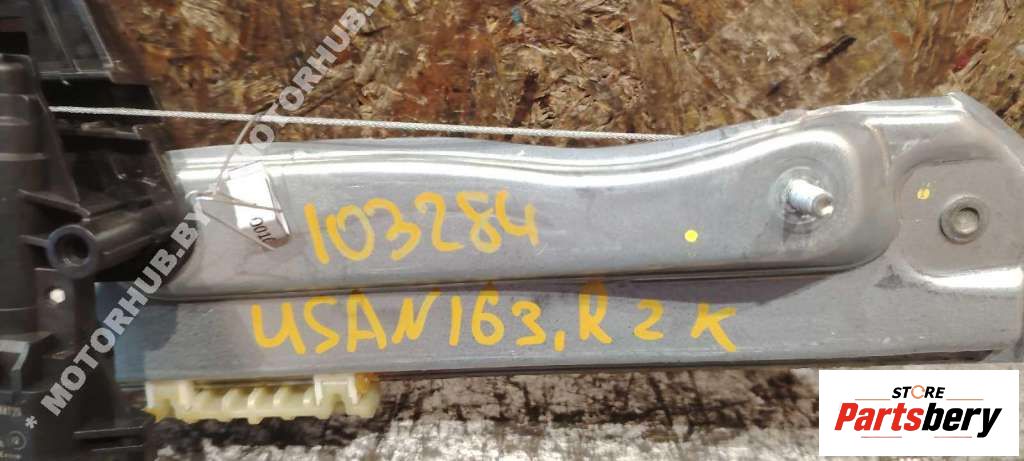 103284
USAN163, R 2 K
* MOTORHUB.BY * MOTORHUB.BY
STORE
Partsbery